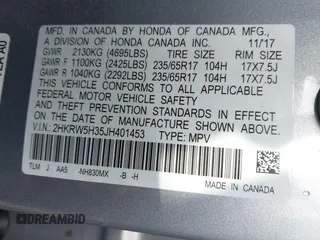 MFD. IN CANADA BY HONDA OF CANADA MFG.,
A DIVISION OF HONDA CANADA INC. 11/17
GVWR 2130KG (4695LBS) TIRE SIZE RIM SIZE
GAWR F 1100KG (2425LBS) 235/65R17 104H 17X7.5J
GAWR R 1040KG (2292LBS) 235/65R17 104H 17X7.5J
THIS VEHICLE CONFORMS TO ALL APPLICABLE
FEDERAL MOTOR VEHICLE SAFETY AND THEFT
PREVENTION STANDARDS IN EFFECT ON THE DATE
OF MANUFACTURE SHOWN ABOVE.
V.I.N: 2HKRW5H35JH401453 TYPE: MPV
TLM J AA5 -NH830MX -B -H
MADE IN CANADA
DREAMBID